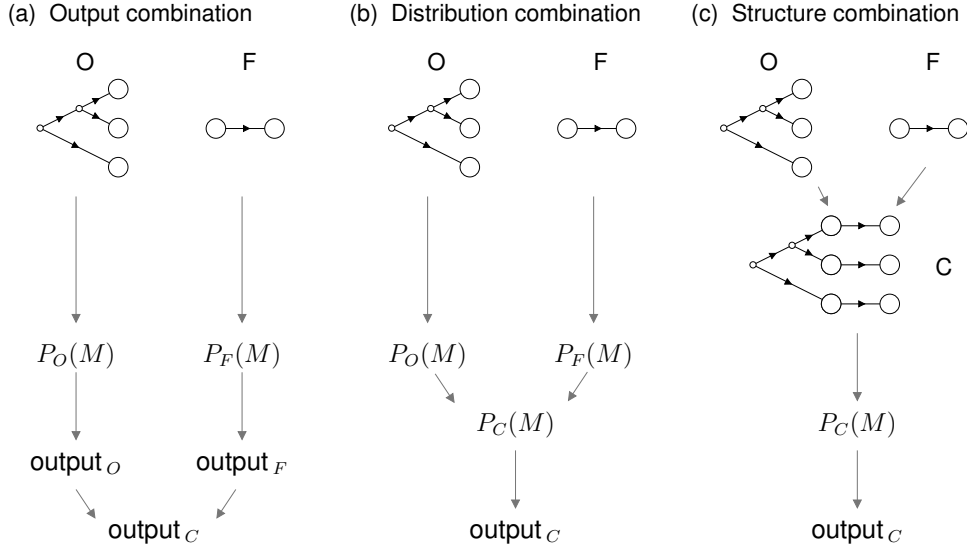 (a) Output combination
O F
P_O(M) P_F(M)
output_O output_F
output_C
(b) Distribution combination
O F
P_O(M) P_F(M)
P_C(M)
output_C
(c) Structure combination
O F
C
P_C(M)
output_C